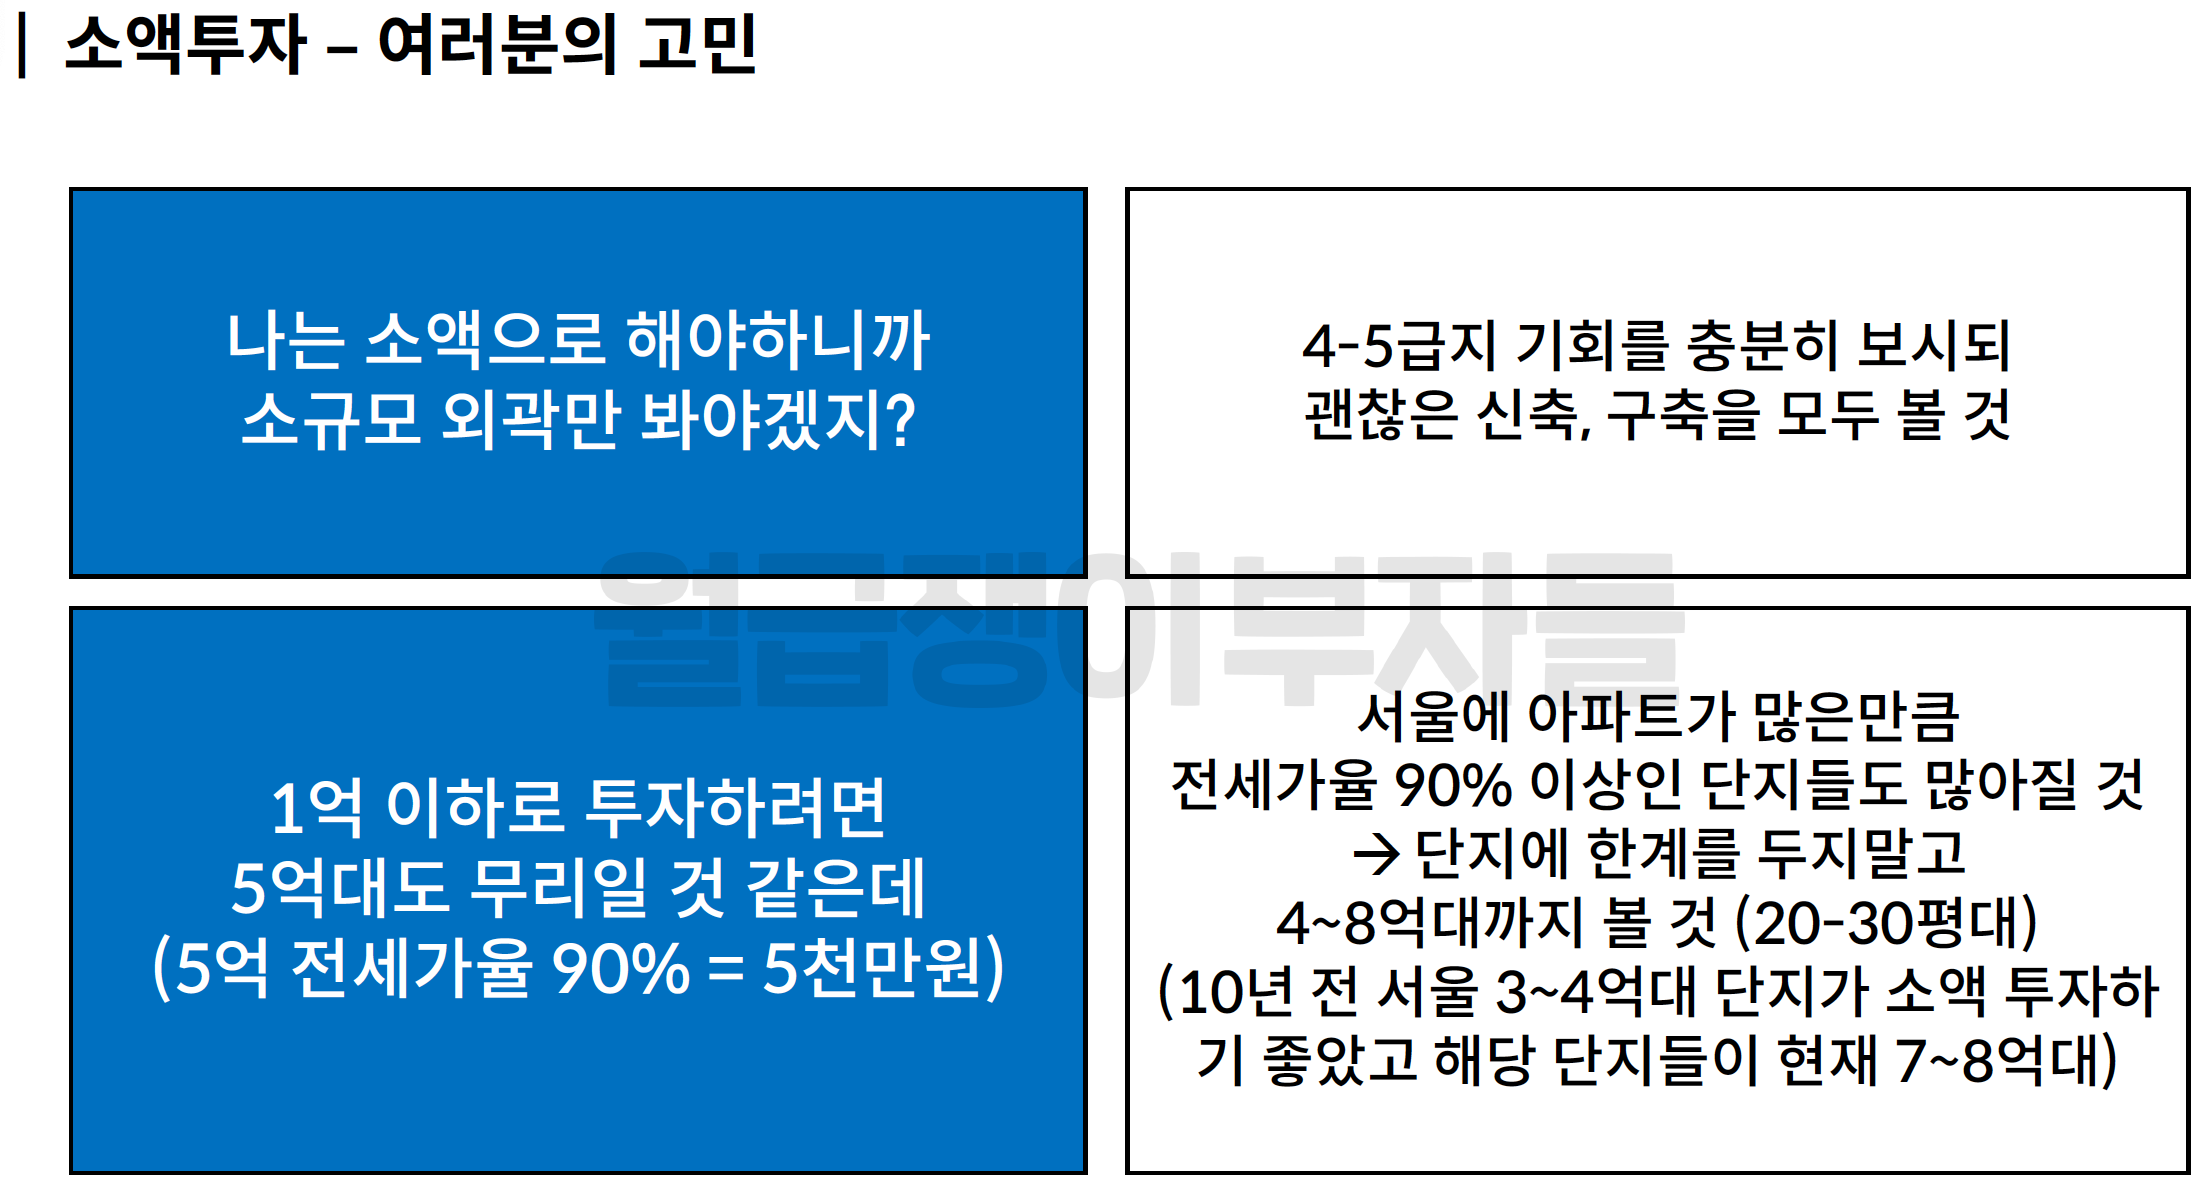 | 소액투자 – 여러분의 고민
나는 소액으로 해야하니까
소규모 외곽만 봐야겠지?
4-5급지 기회를 충분히 보시되
괜찮은 신축, 구축을 모두 볼 것
월급쟁이부자들
1억 이하로 투자하려면
5억대도 무리일 것 같은데
(5억 전세가율 90% = 5천만원)
서울에 아파트가 많은만큼
전세가율 90% 이상인 단지들도 많아질 것
→ 단지에 한계를 두지말고
4~8억대까지 볼 것 (20-30평대)
(10년 전 서울 3~4억대 단지가 소액 투자하
기 좋았고 해당 단지들이 현재 7~8억대)